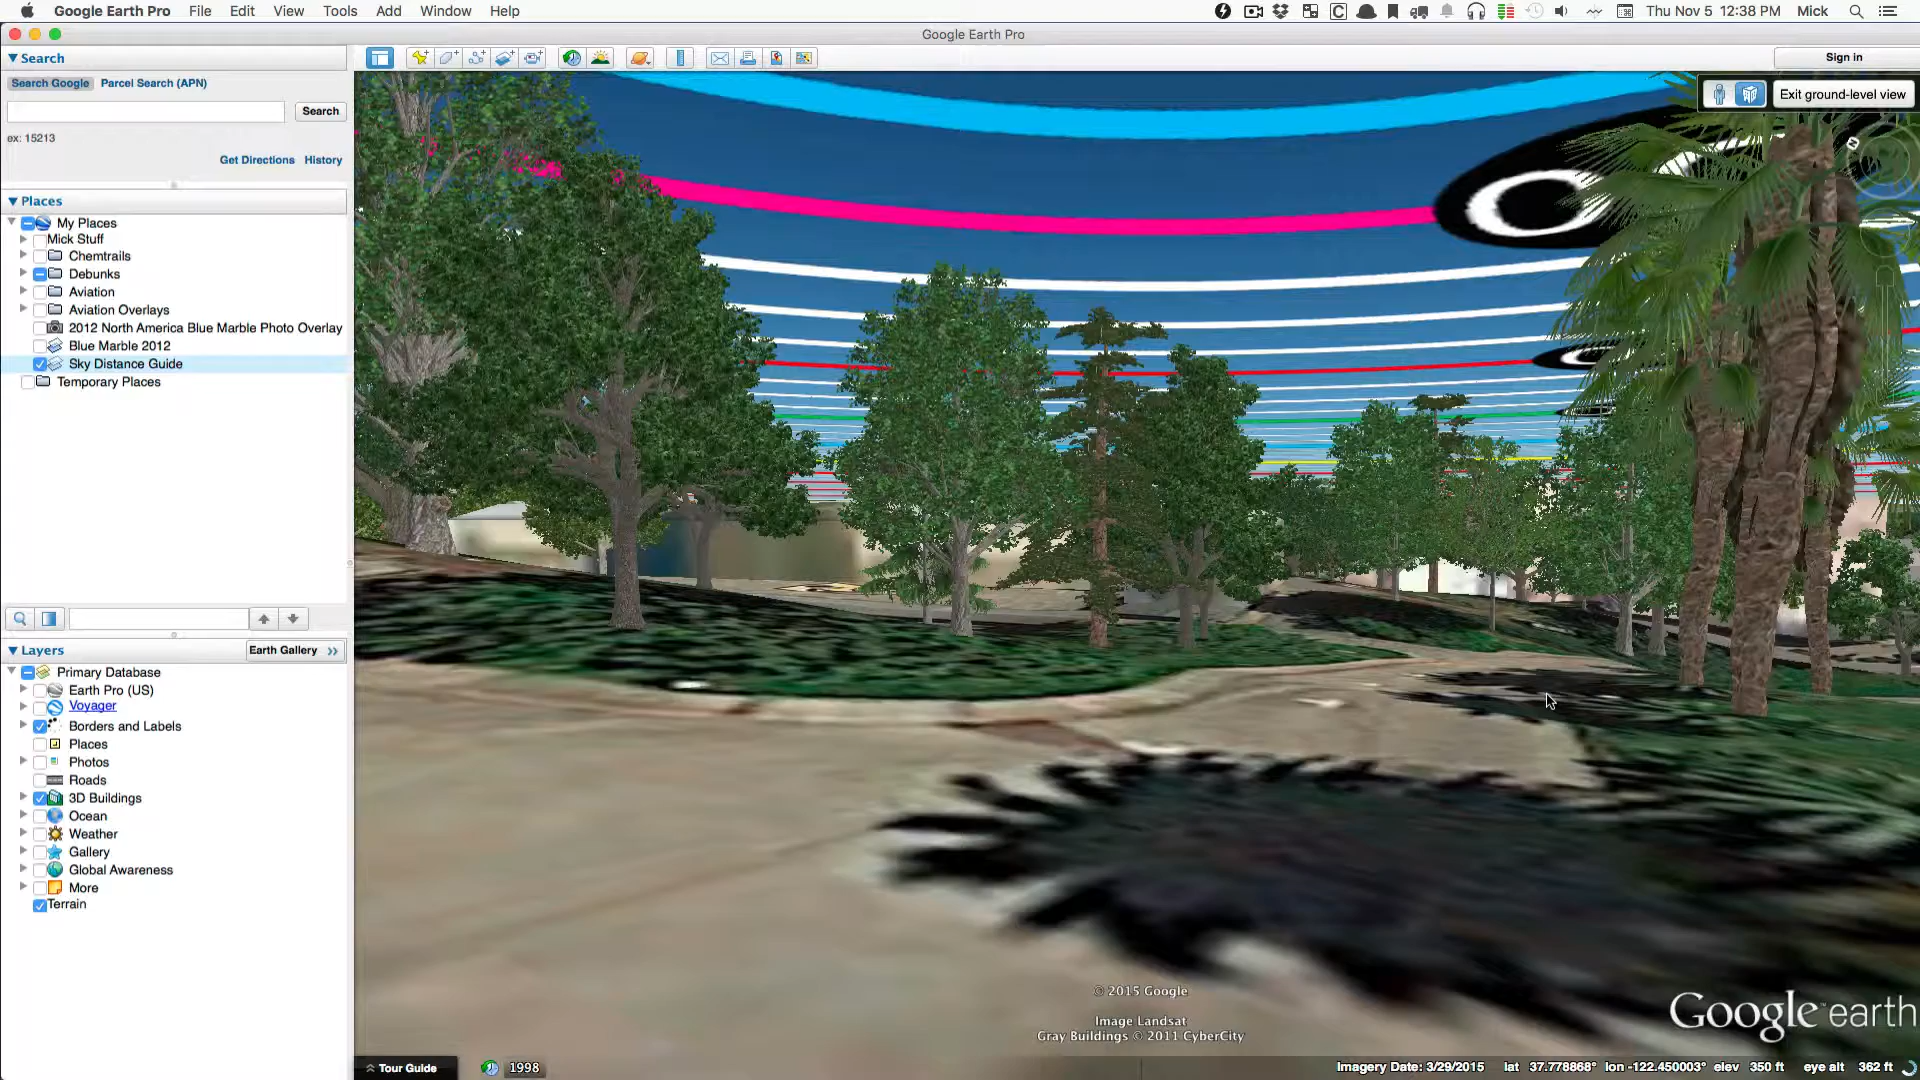 Google Earth Pro File Edit View Tools Add Window Help Thu Nov 5 12:38 PM Mick
Google Earth Pro
Search
Sign in
Search Google Parcel Search (APN)
Exit ground-level view
Search
ex: 15213
Get Directions History
Places
My Places
Mick Stuff
Chemtrails
Debunks
Aviation
Aviation Overlays
2012 North America Blue Marble Photo Overlay
Blue Marble 2012
Sky Distance Guide
Temporary Places
Layers
Earth Gallery »
Primary Database
Earth Pro (US)
Voyager
Borders and Labels
Places
Photos
Roads
3D Buildings
Ocean
Weather
Gallery
Global Awareness
More
Terrain
© 2015 Google
Image Landsat
Gray Buildings © 2011 CyberCity
Google earth
Tour Guide
1998
Imagery Date: 3/29/2015 lat 37.778868° lon -122.450003° elev 350 ft eye alt 362 ft